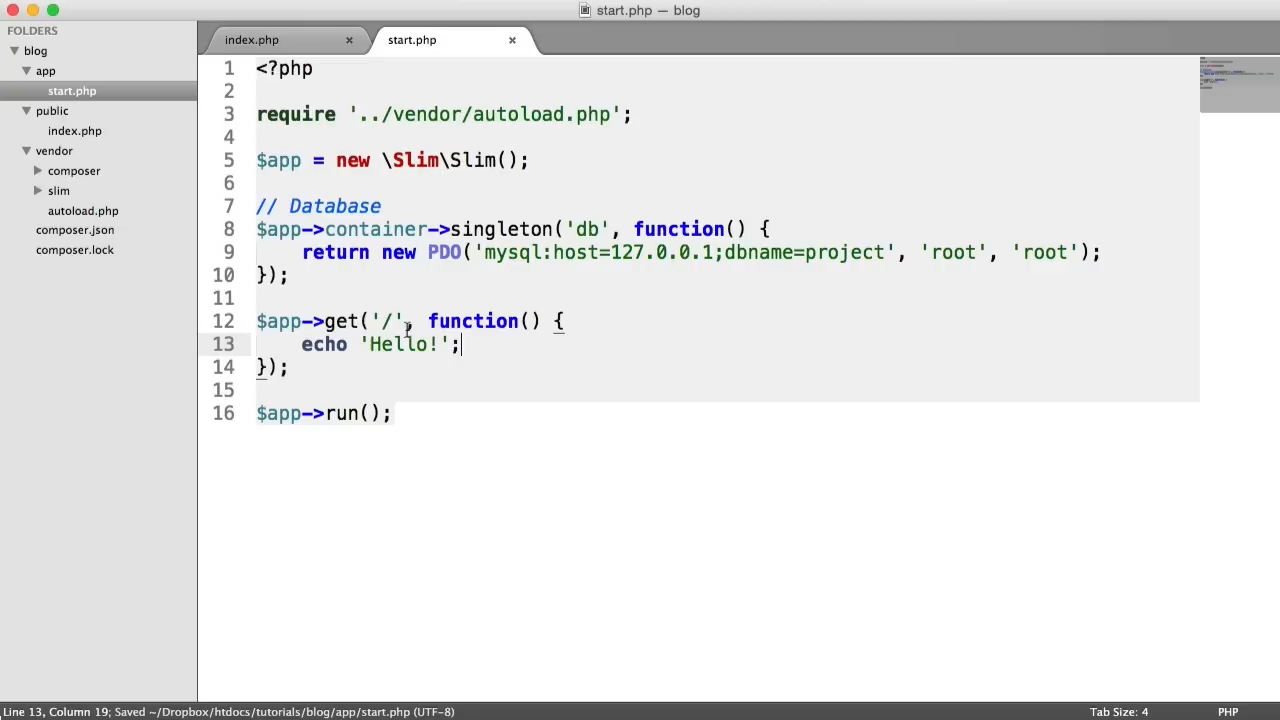 start.php — blog
FOLDERS
blog
app
start.php
public
index.php
vendor
composer
slim
autoload.php
composer.json
composer.lock
index.php × start.php ×
1 <?php
2
3 require '../vendor/autoload.php';
4
5 $app = new \Slim\Slim();
6
7 // Database
8 $app->container->singleton('db', function() {
9 return new PDO('mysql:host=127.0.0.1;dbname=project', 'root', 'root');
10 });
11
12 $app->get('/', function() {
13 echo 'Hello!';
14 });
15
16 $app->run();
Line 13, Column 19; Saved ~/Dropbox/htdocs/tutorials/blog/app/start.php (UTF-8) Tab Size: 4 PHP